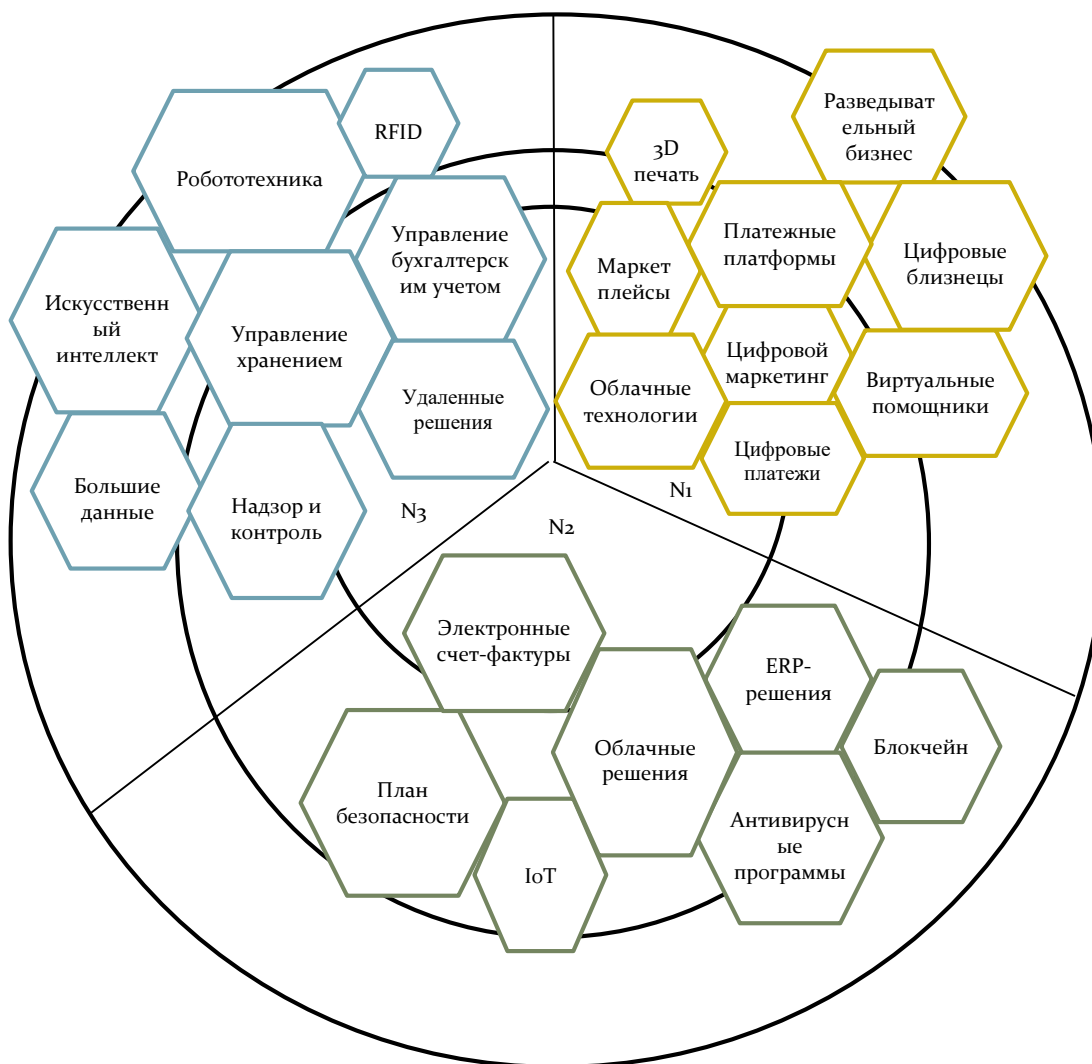 RFID
Робототехника
Управление
бухгалтерск
им учетом
Искусственн
ый
интеллект
Управление
хранением
Удаленные
решения
Большие
данные
Надзор и
контроль
N3
Разведыват
ельный
бизнес
3D
печать
Платежные
платформы
Цифровые
близнецы
Маркет
плейсы
Цифровой
маркетинг
Облачные
технологии
Виртуальные
помощники
Цифровые
платежи
N1
N2
Электронные
счет-фактуры
ERP-
решения
Облачные
решения
Блокчейн
План
безопасности
Антивирусн
ые
программы
IoT